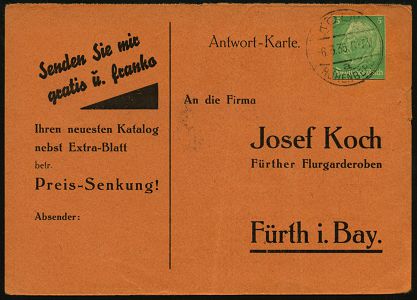 Senden Sie mir
gratis u. franko
Ihren neuesten Katalog
nebst Extra-Blatt
betr.
Preis-Senkung!
Absender:
Antwort-Karte.
An die Firma
Josef Koch
Fürther Flurgarderoben
Fürth i. Bay.
5